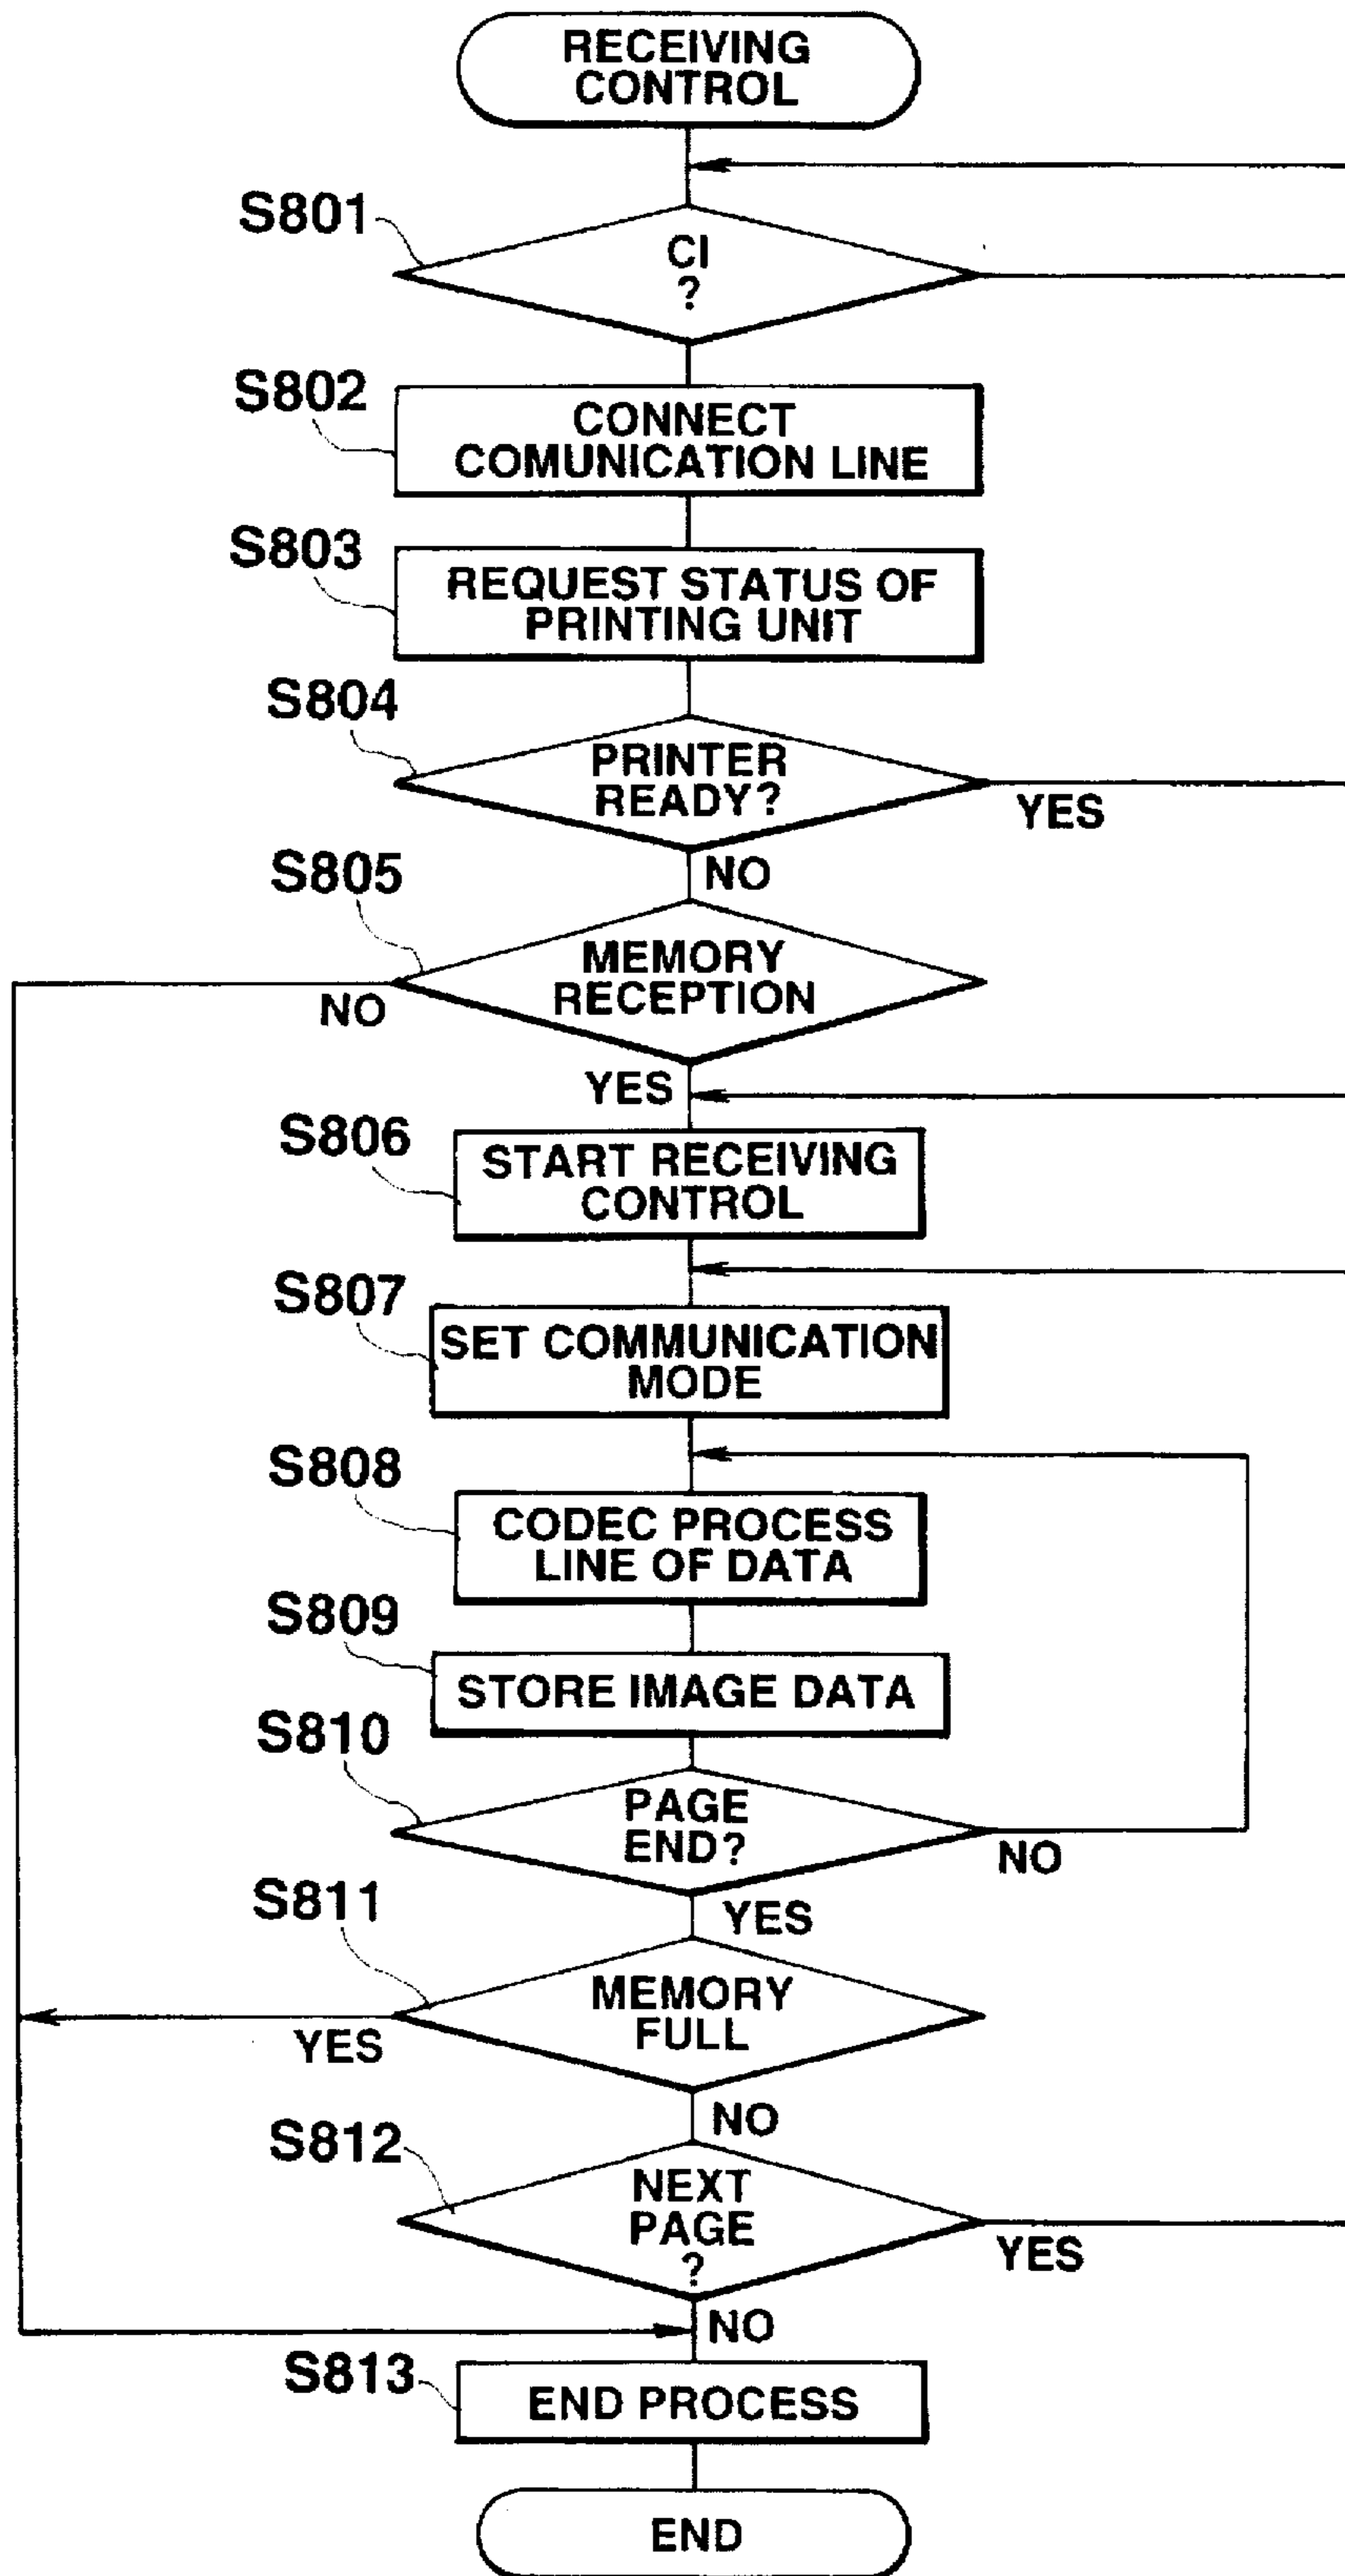 RECEIVING
CONTROL
S801
CI
?
S802
CONNECT
COMUNICATION LINE
S803
REQUEST STATUS OF
PRINTING UNIT
S804
PRINTER
READY?
YES
NO
S805
MEMORY
RECEPTION
NO
YES
S806
START RECEIVING
CONTROL
S807
SET COMMUNICATION
MODE
S808
CODEC PROCESS
LINE OF DATA
S809
STORE IMAGE DATA
S810
PAGE
END?
NO
YES
S811
MEMORY
FULL
YES
NO
S812
NEXT
PAGE
?
YES
NO
S813
END PROCESS
END